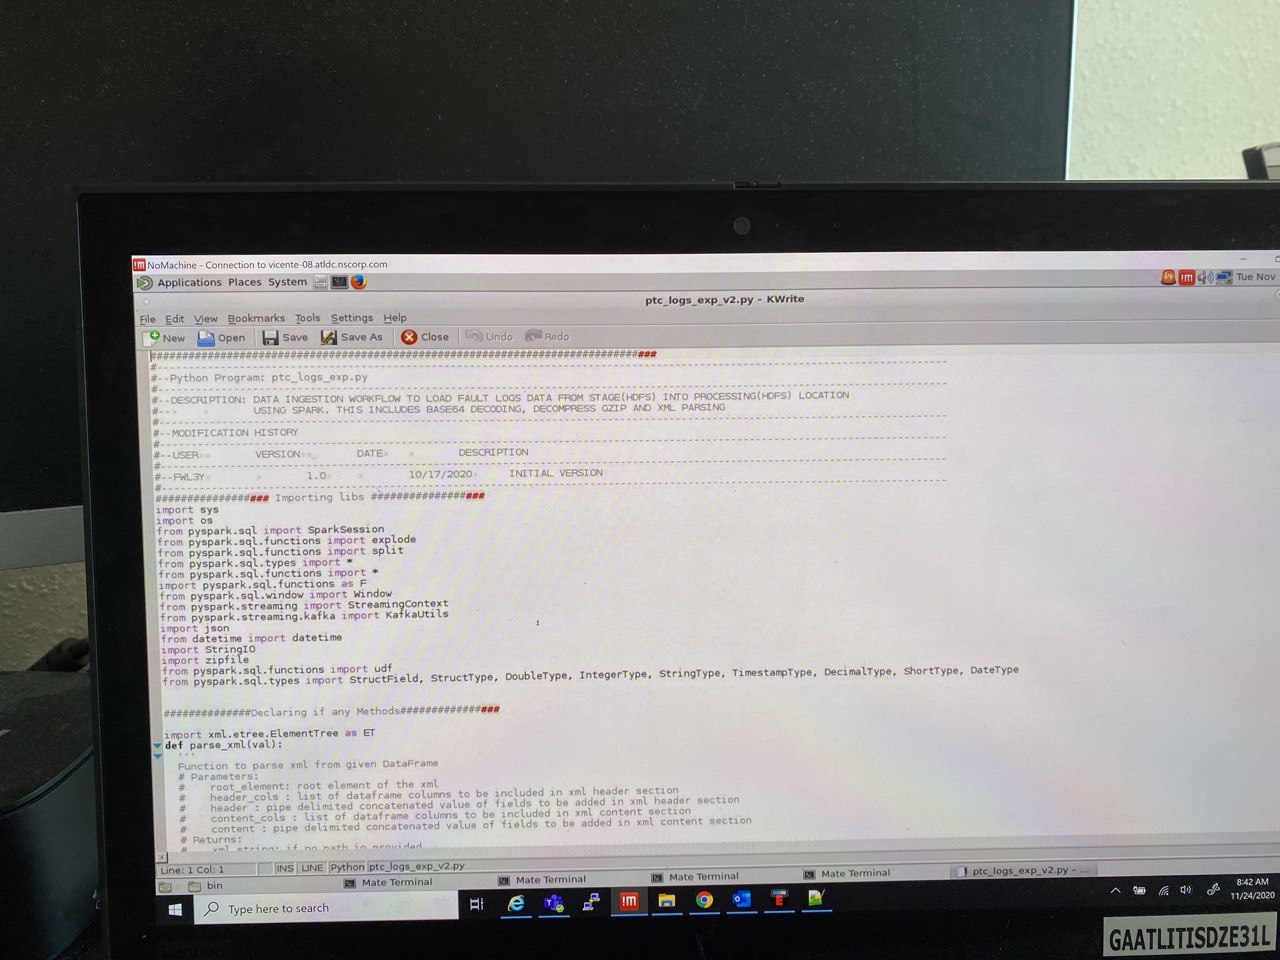 NoMachine - Connection to vicente-08.atldc.nscorp.com
Applications Places System
Tue Nov
ptc_logs_exp_v2.py - KWrite
File Edit View Bookmarks Tools Settings Help
New Open Save Save As Close Undo Redo
#--Python Program: ptc_logs_exp.py
#--DESCRIPTION: DATA INGESTION WORKFLOW TO LOAD FAULT LOGS DATA FROM STAGE(HDFS) INTO PROCESSING(HDFS) LOCATION
#-- USING SPARK. THIS INCLUDES BASE64 DECODING, DECOMPRESS GZIP AND XML PARSING
#--MODIFICATION HISTORY
#--USER VERSION DATE DESCRIPTION
#--FWL3Y 1.0 10/17/2020 INITIAL VERSION
################## Importing libs ##################
import sys
import os
from pyspark.sql import SparkSession
from pyspark.sql.functions import explode
from pyspark.sql.functions import split
from pyspark.sql.types import *
from pyspark.sql.functions import *
import pyspark.sql.functions as F
from pyspark.sql.window import Window
from pyspark.streaming import StreamingContext
from pyspark.streaming.kafka import KafkaUtils
import json
from datetime import datetime
import StringIO
import zipfile
from pyspark.sql.functions import udf
from pyspark.sql.types import StructField, StructType, DoubleType, IntegerType, StringType, TimestampType, DecimalType, ShortType, DateType
##############Declaring if any Methods################
import xml.etree.ElementTree as ET
def parse_xml(val):
'''
Function to parse xml from given DataFrame
# Parameters:
# root_element: root element of the xml
# header_cols : list of dataframe columns to be included in xml header section
# header : pipe delimited concatenated value of fields to be added in xml header section
# content_cols : list of dataframe columns to be included in xml content section
# content : pipe delimited concatenated value of fields to be added in xml content section
# Returns:
# xml string: if no path is provided
Line: 1 Col: 1 INS LINE Python ptc_logs_exp_v2.py
bin Mate Terminal Mate Terminal Mate Terminal Mate Terminal ptc_logs_exp_v2.py - ...
Type here to search
8:42 AM
11/24/2020
GAATLITISDZE31L